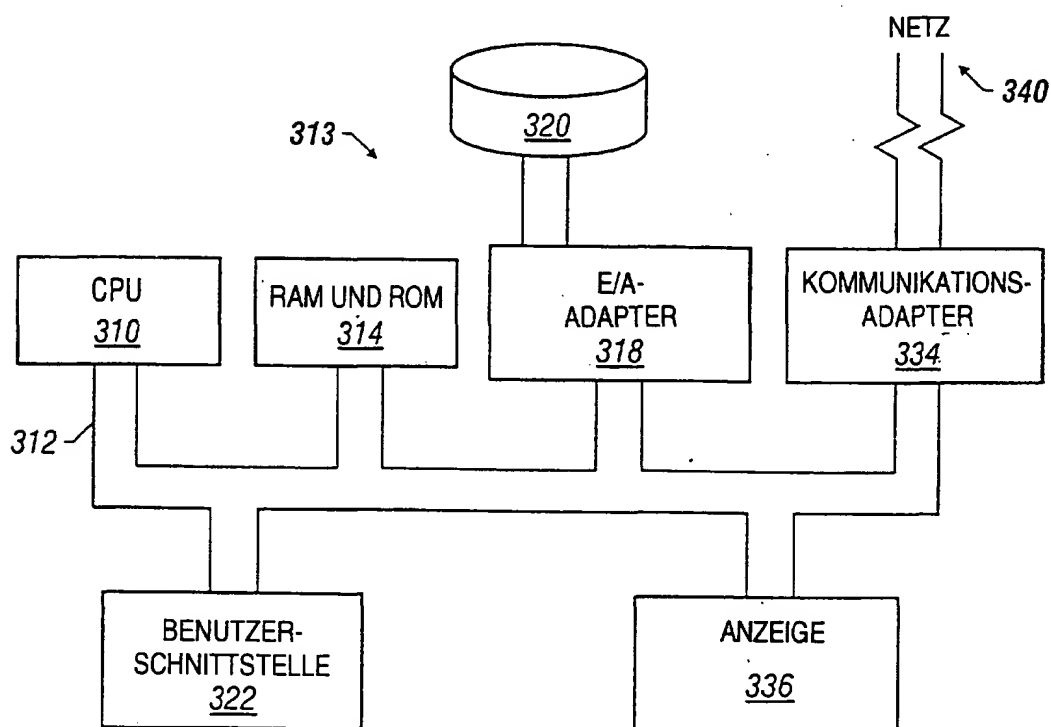 NETZ
340
320
313
CPU
310
RAM UND ROM
314
E/A-
ADAPTER
318
KOMMUNIKATIONS-
ADAPTER
334
312
BENUTZER-
SCHNITTSTELLE
322
ANZEIGE
336